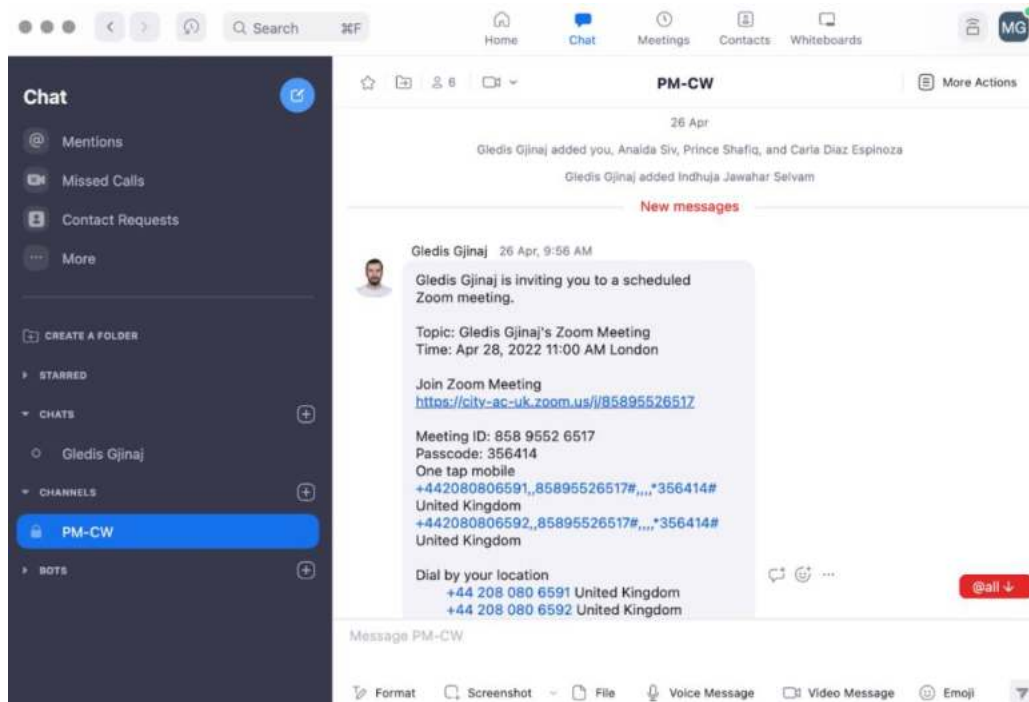 Search ⌘F
Home
Chat
Meetings
Contacts
Whiteboards
MG
Chat
Mentions
Missed Calls
Contact Requests
More
CREATE A FOLDER
STARRED
CHATS
Gledis Gjinaj
CHANNELS
PM-CW
BOTS
6
PM-CW
More Actions
26 Apr
Gledis Gjinaj added you, Anaida Siv, Prince Shafiq, and Carla Diaz Espinoza
Gledis Gjinaj added Indhuja Jawahar Selvam
New messages
Gledis Gjinaj 26 Apr, 9:56 AM
Gledis Gjinaj is inviting you to a scheduled
Zoom meeting.
Topic: Gledis Gjinaj's Zoom Meeting
Time: Apr 28, 2022 11:00 AM London
Join Zoom Meeting
https://city-ac-uk.zoom.us/j/85895526517
Meeting ID: 858 9552 6517
Passcode: 356414
One tap mobile
+442080806591,,85895526517#,,,,*356414#
United Kingdom
+442080806592,,85895526517#,,,,*356414#
United Kingdom
Dial by your location
+44 208 080 6591 United Kingdom
+44 208 080 6592 United Kingdom
@all ↓
Message PM-CW
Format
Screenshot
File
Voice Message
Video Message
Emoji